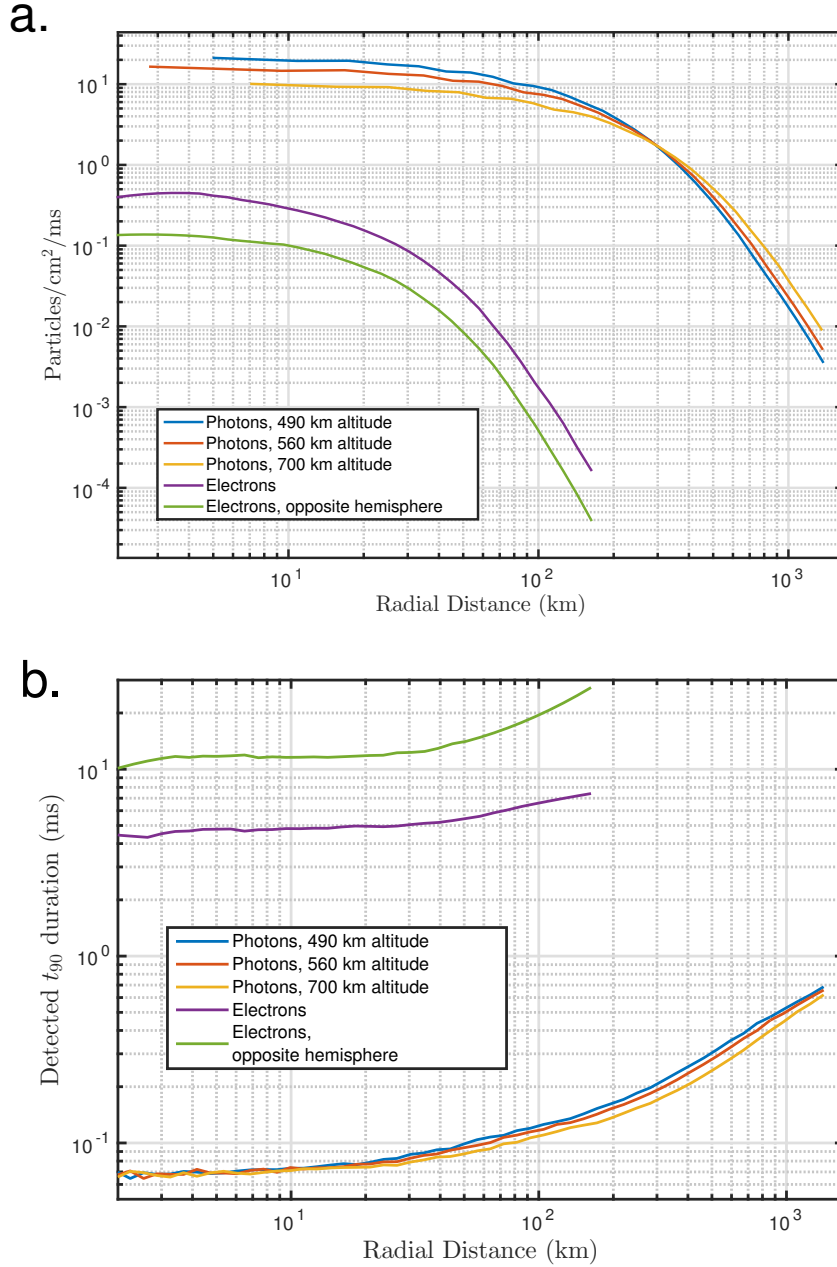 a.
10^1
10^0
10^-1
10^-2
10^-3
10^-4
Particles/cm^2/ms
Photons, 490 km altitude
Photons, 560 km altitude
Photons, 700 km altitude
Electrons
Electrons, opposite hemisphere
10^1 10^2 10^3
Radial Distance (km)
b.
10^1
10^0
10^-1
Detected t_90 duration (ms)
Photons, 490 km altitude
Photons, 560 km altitude
Photons, 700 km altitude
Electrons
Electrons,
opposite hemisphere
10^1 10^2 10^3
Radial Distance (km)